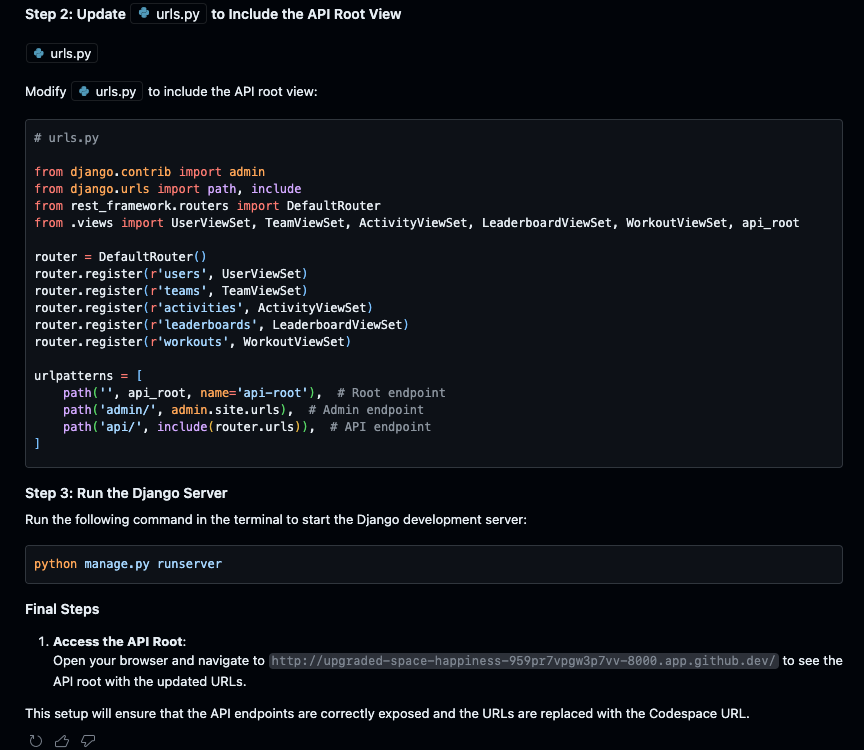 Step 2: Update urls.py to Include the API Root View
urls.py
Modify urls.py to include the API root view:
# urls.py
from django.contrib import admin
from django.urls import path, include
from rest_framework.routers import DefaultRouter
from .views import UserViewSet, TeamViewSet, ActivityViewSet, LeaderboardViewSet, WorkoutViewSet, api_root
router = DefaultRouter()
router.register(r'users', UserViewSet)
router.register(r'teams', TeamViewSet)
router.register(r'activities', ActivityViewSet)
router.register(r'leaderboards', LeaderboardViewSet)
router.register(r'workouts', WorkoutViewSet)
urlpatterns = [
    path('', api_root, name='api-root'),  # Root endpoint
    path('admin/', admin.site.urls),  # Admin endpoint
    path('api/', include(router.urls)),  # API endpoint
]
Step 3: Run the Django Server
Run the following command in the terminal to start the Django development server:
python manage.py runserver
Final Steps
1. Access the API Root:
Open your browser and navigate to http://upgraded-space-happiness-959pr7vpgw3p7vv-8000.app.github.dev/ to see the
API root with the updated URLs.
This setup will ensure that the API endpoints are correctly exposed and the URLs are replaced with the Codespace URL.